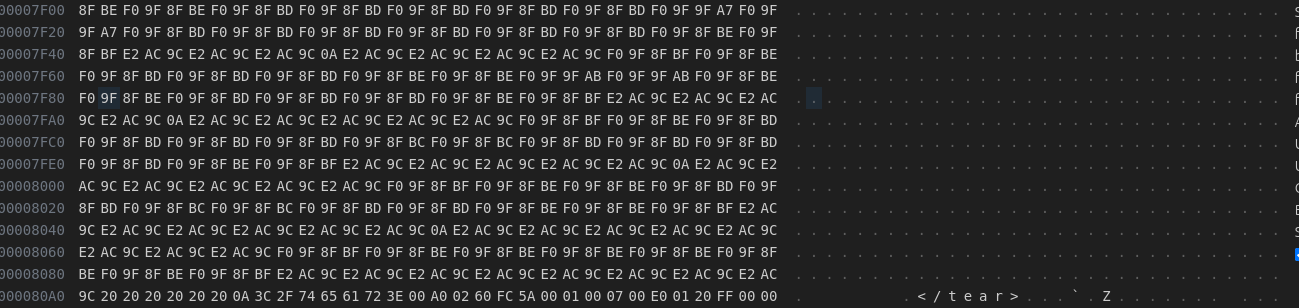 00007F00 8F BE F0 9F 8F BE F0 9F 8F BD F0 9F 8F BD F0 9F 8F BD F0 9F 8F BD F0 9F 8F BD F0 9F 9F A7 F0 9F
00007F20 9F A7 F0 9F 8F BD F0 9F 8F BD F0 9F 8F BD F0 9F 8F BD F0 9F 8F BD F0 9F 8F BD F0 9F 8F BE F0 9F
00007F40 8F BF E2 AC 9C E2 AC 9C E2 AC 9C 0A E2 AC 9C E2 AC 9C E2 AC 9C E2 AC 9C F0 9F 8F BF F0 9F 8F BE
00007F60 F0 9F 8F BD F0 9F 8F BD F0 9F 8F BE F0 9F 8F BE F0 9F 9F AB F0 9F 9F AB F0 9F 8F BE
00007F80 F0 9F 8F BE F0 9F 8F BD F0 9F 8F BD F0 9F 8F BD F0 9F 8F BE F0 9F 8F BF E2 AC 9C E2 AC 9C E2 AC
00007FA0 9C E2 AC 9C 0A E2 AC 9C E2 AC 9C E2 AC 9C E2 AC 9C E2 AC 9C F0 9F 8F BF F0 9F 8F BE F0 9F 8F BD
00007FC0 F0 9F 8F BD F0 9F 8F BD F0 9F 8F BC F0 9F 8F BC F0 9F 8F BD F0 9F 8F BD F0 9F 8F BD
00007FE0 F0 9F 8F BD F0 9F 8F BE F0 9F 8F BF E2 AC 9C E2 AC 9C E2 AC 9C E2 AC 9C E2 AC 9C 0A E2 AC 9C E2
00008000 AC 9C E2 AC 9C E2 AC 9C E2 AC 9C E2 AC 9C F0 9F 8F BF F0 9F 8F BE F0 9F 8F BE F0 9F 8F BD F0 9F
00008020 8F BD F0 9F 8F BC F0 9F 8F BC F0 9F 8F BD F0 9F 8F BD F0 9F 8F BE F0 9F 8F BE F0 9F 8F BF E2 AC
00008040 9C E2 AC 9C E2 AC 9C E2 AC 9C E2 AC 9C E2 AC 9C 0A E2 AC 9C E2 AC 9C E2 AC 9C E2 AC 9C E2 AC 9C
00008060 E2 AC 9C E2 AC 9C E2 AC 9C F0 9F 8F BF F0 9F 8F BE F0 9F 8F BE F0 9F 8F BE F0 9F 8F BE F0 9F 8F
00008080 BE F0 9F 8F BE F0 9F 8F BF E2 AC 9C E2 AC 9C E2 AC 9C E2 AC 9C E2 AC 9C E2 AC 9C E2 AC 9C E2 AC
000080A0 9C 20 20 20 20 20 20 0A 3C 2F 74 65 61 72 3E 00 A0 02 60 FC 5A 00 01 00 07 00 E0 01 20 FF 00 00 . </tear> . . . ` . Z . . . . . . . . . .